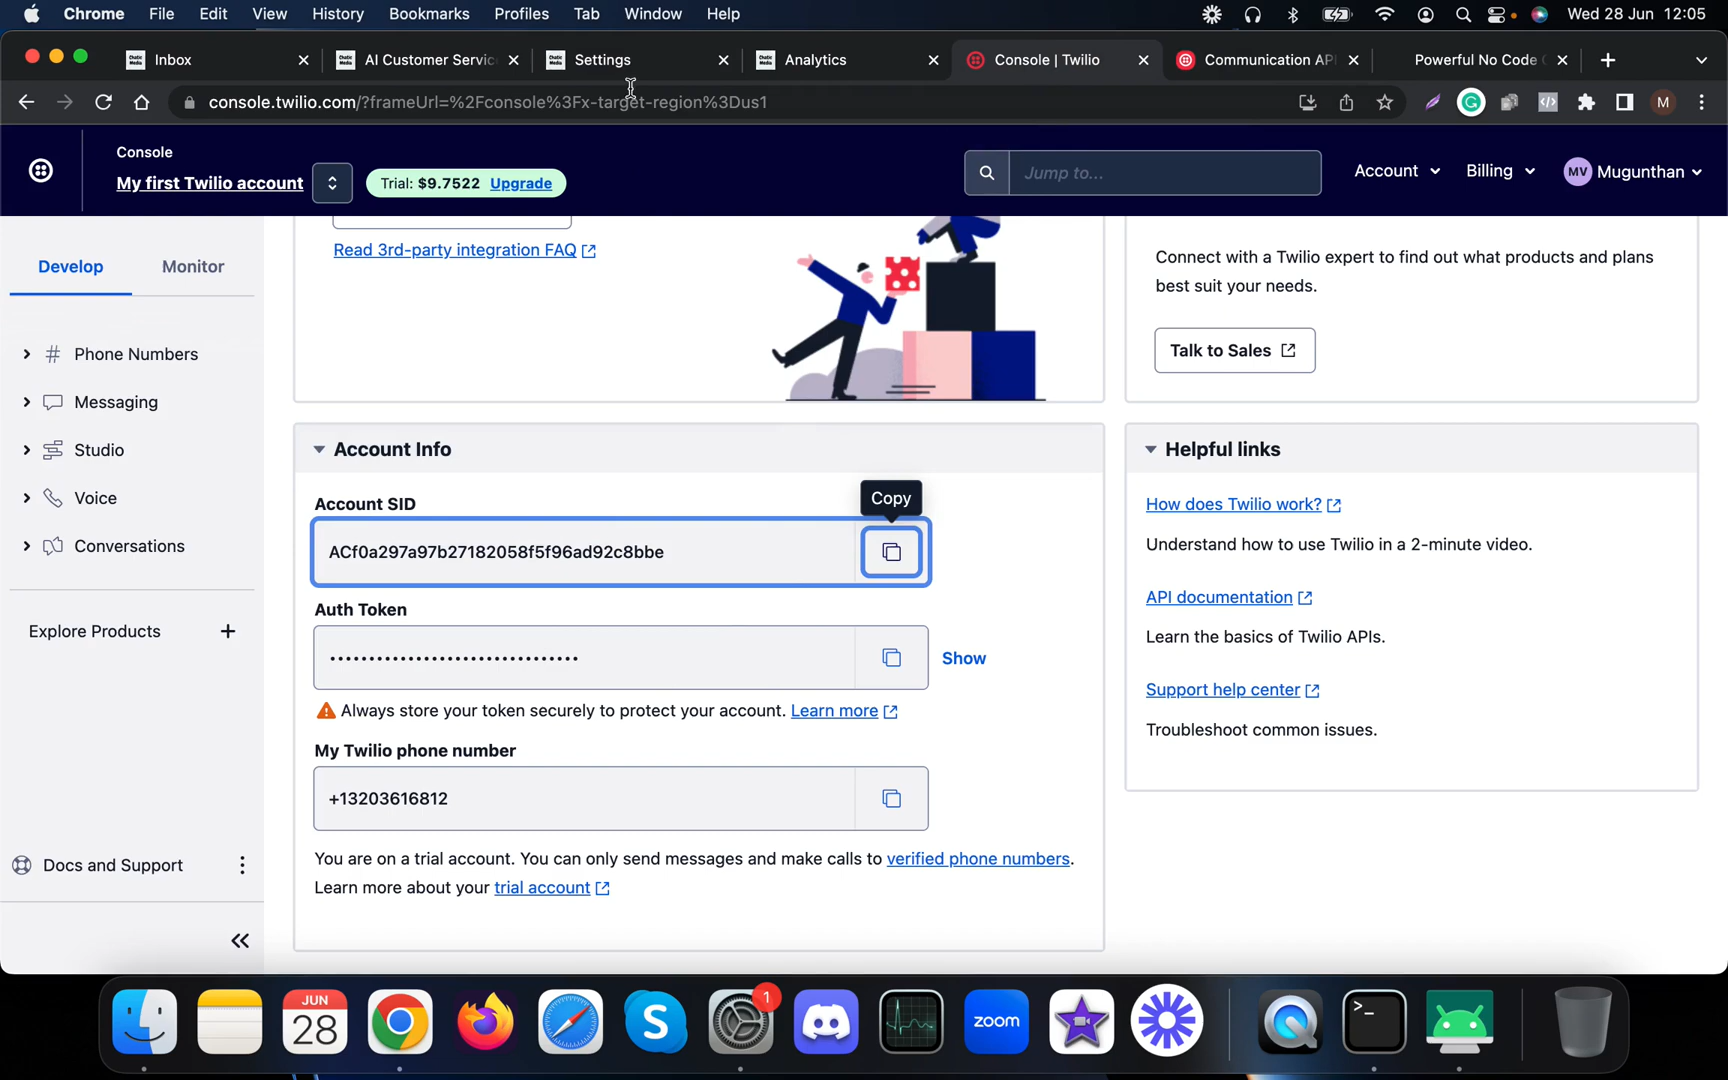 Chrome File Edit View History Bookmarks Profiles Tab Window Help Wed 28 Jun 12:05
Inbox AI Customer Servic Settings Analytics Console | Twilio Communication API Powerful No Code
console.twilio.com/?frameUrl=%2Fconsole%3Fx-target-region%3Dus1 M
Console
My first Twilio account Trial: $9.7522 Upgrade Jump to... Account Billing MV Mugunthan
Develop Monitor
Read 3rd-party integration FAQ
Connect with a Twilio expert to find out what products and plans
best suit your needs.
Talk to Sales
# Phone Numbers
Messaging
Studio
Voice
Conversations
Explore Products +
Docs and Support
Account Info
Account SID
Copy
ACf0a297a97b27182058f5f96ad92c8bbe
Auth Token
••••••••••••••••••••••••••••••••
Show
Always store your token securely to protect your account. Learn more
My Twilio phone number
+13203616812
You are on a trial account. You can only send messages and make calls to verified phone numbers.
Learn more about your trial account
Helpful links
How does Twilio work?
Understand how to use Twilio in a 2-minute video.
API documentation
Learn the basics of Twilio APIs.
Support help center
Troubleshoot common issues.
JUN
28
S
1
zoom